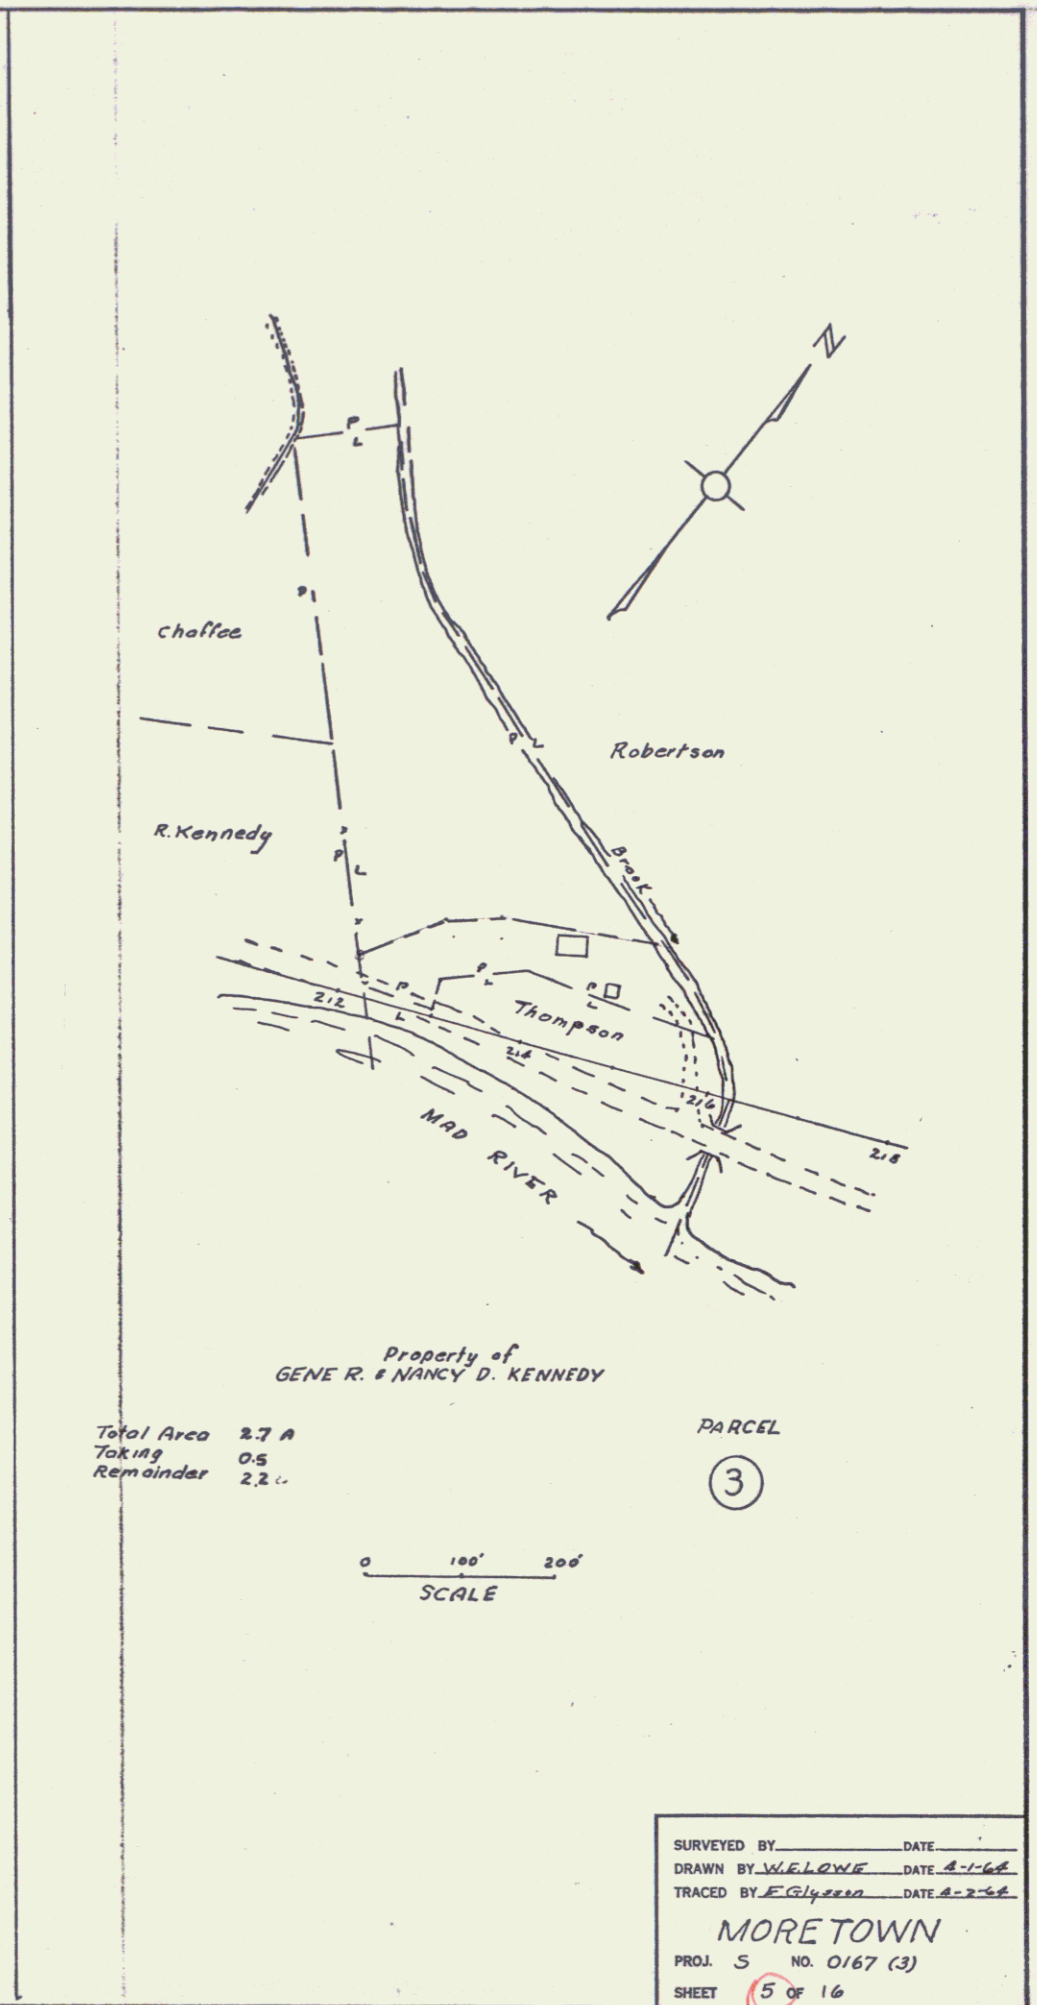 N
P
L
P
Chaffee
P L
Robertson
R. Kennedy
P L
Brook
P
L
P
L
P
L
212
Thompson
214
216
218
MAD RIVER
Property of
GENE R. & NANCY D. KENNEDY
Total Area 2.7 A
Taking 0.5
Remainder 2.2
PARCEL
3
0 100' 200'
SCALE
SURVEYED BY DATE
DRAWN BY W.E. LOWE DATE 4-1-64
TRACED BY E Glysson DATE 4-2-64
MORETOWN
PROJ. S NO. 0167 (3)
SHEET 5 OF 16